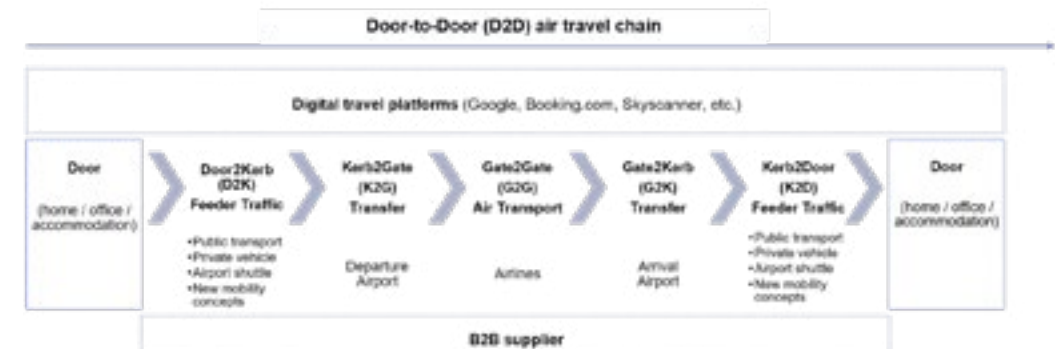 Door-to-Door (D2D) air travel chain
Digital travel platforms (Google, Booking.com, Skyscanner, etc.)
Door
(home / office /
accommodation)
Door2Kerb
(D2K)
Feeder Traffic
•Public transport
•Private vehicle
•Airport shuttle
•New mobility
concepts
Kerb2Gate
(K2G)
Transfer
Departure
Airport
Gate2Gate
(G2G)
Air Transport
Airlines
Gate2Kerb
(G2K)
Transfer
Arrival
Airport
Kerb2Door
(K2D)
Feeder Traffic
•Public transport
•Private vehicle
•Airport shuttle
•New mobility
concepts
Door
(home / office /
accommodation)
B2B supplier